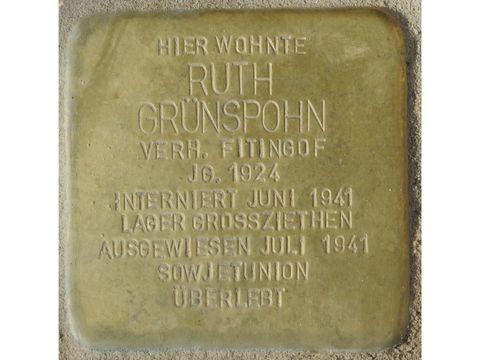 HIER WOHNTE
RUTH
GRÜNSPOHN
VERH. FITINGOF
JG. 1924
INTERNIERT JUNI 1941
LAGER GROSSZIETHEN
AUSGEWIESEN JULI 1941
SOWJETUNION
ÜBERLEBT